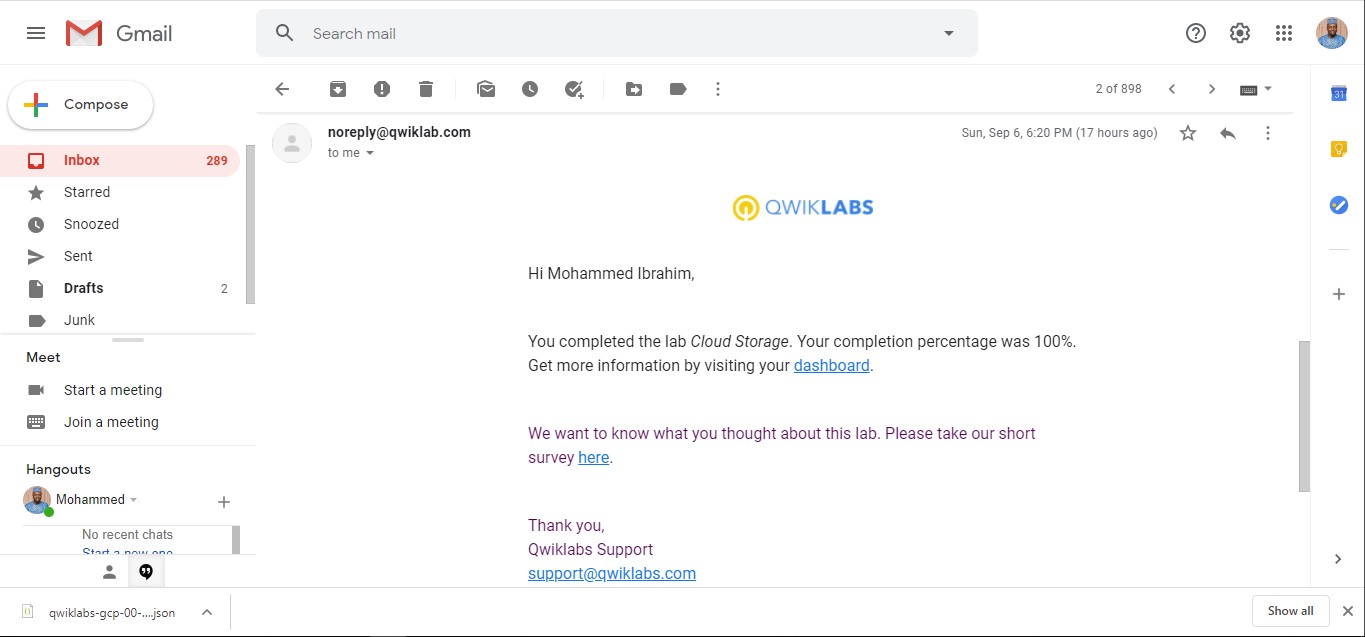 Gmail
Search mail
Compose
2 of 898
31
Inbox 289
Starred
Snoozed
Sent
Drafts 2
Junk
Meet
Start a meeting
Join a meeting
Hangouts
Mohammed
No recent chats
Start a new one
noreply@qwiklab.com
Sun, Sep 6, 6:20 PM (17 hours ago)
to me
QWIKLABS
Hi Mohammed Ibrahim,
You completed the lab Cloud Storage. Your completion percentage was 100%.
Get more information by visiting your dashboard.
We want to know what you thought about this lab. Please take our short
survey here.
Thank you,
Qwiklabs Support
support@qwiklabs.com
qwiklabs-gcp-00-....json
Show all